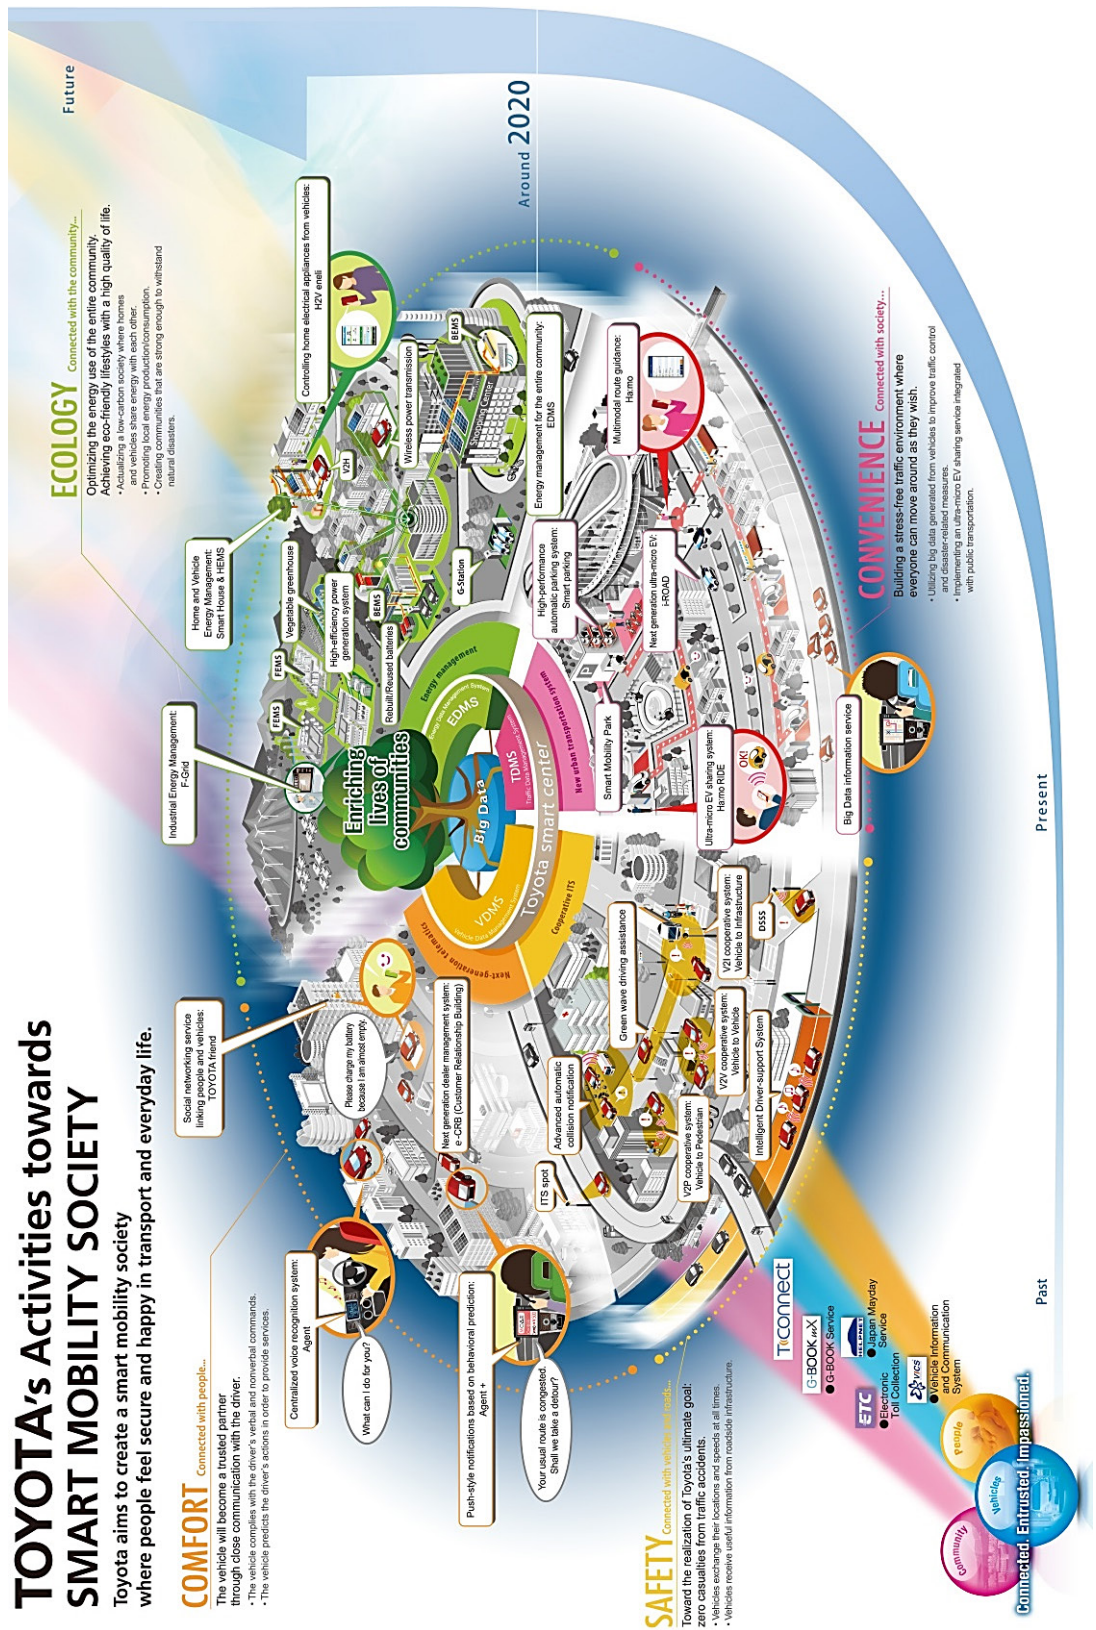 TOYOTA's Activities towards
SMART MOBILITY SOCIETY
Toyota aims to create a smart mobility society
where people feel secure and happy in transport and everyday life.
COMFORT Connected with people...
The vehicle will become a trusted partner
through close communication with the driver.
• The vehicle complies with the driver's verbal and nonverbal commands.
• The vehicle predicts the driver's actions in order to provide services.
Social networking service
linking people and vehicles:
TOYOTA friend
Centralized voice recognition system:
Agent
What can I do for you?
Please charge my battery
because I am almost empty.
Next generation dealer management system:
e-CRB (Customer Relationship Building)
Push-style notifications based on behavioral prediction:
Agent +
Your usual route is congested.
Shall we take a detour?
ECOLOGY Connected with the community...
Optimizing the energy use of the entire community.
Achieving eco-friendly lifestyles with a high quality of life.
• Actualizing a low-carbon society where homes
and vehicles share energy with each other.
• Promoting local energy production/consumption.
• Creating communities that are strong enough to withstand
natural disasters.
Industrial Energy Management:
F-Grid
Home and Vehicle
Energy Management:
Smart House & HEMS
Controlling home electrical appliances from vehicles:
H2V eneli
FEMS
FEMS
Vegetable greenhouse
High-efficiency power
generation system
V2H
BEMS
Rebuilt/Reused batteries
Wireless power transmission
BEMS
Shopping Center
G-Station
Energy management for the entire community:
EDMS
Enriching
lives of
communities
Big Data
Toyota smart center
VDMS
Vehicle Data Management System
EDMS
Energy Data Management System
TDMS
Traffic Data Management System
Next-generation telematics
Energy management
Cooperative ITS
New urban transportation system
SAFETY Connected with vehicles and roads...
Toward the realization of Toyota's ultimate goal:
zero casualties from traffic accidents.
• Vehicles exchange their locations and speeds at all times.
• Vehicles receive useful information from roadside infrastructure.
ITS spot
Advanced automatic
collision notification
Green wave driving assistance
V2P cooperative system:
Vehicle to Pedestrian
V2V cooperative system:
Vehicle to Vehicle
V2I cooperative system:
Vehicle to Infrastructure
DSSS
Intelligent Driver-support System
CONVENIENCE Connected with society...
Building a stress-free traffic environment where
everyone can move around as they wish.
• Utilizing big data generated from vehicles to improve traffic control
and disaster-related measures.
• Implementing an ultra-micro EV sharing service integrated
with public transportation.
High-performance
automatic parking system:
Smart parking
Multimodal route guidance:
Ha:mo
Smart Mobility Park
P
Next generation ultra-micro EV:
i-ROAD
Ultra-micro EV sharing system:
Ha:mo RIDE
OK!
Big Data information service
T-connect
G-BOOK mX
● G-BOOK Service
HELPNET
● Japan Mayday
Service
ETC
● Electronic
Toll Collection
VICS
● Vehicle Information
and Communication
System
Community
Vehicles
People
Connected. Entrusted. Impassioned.
Past
Present
Around 2020
Future